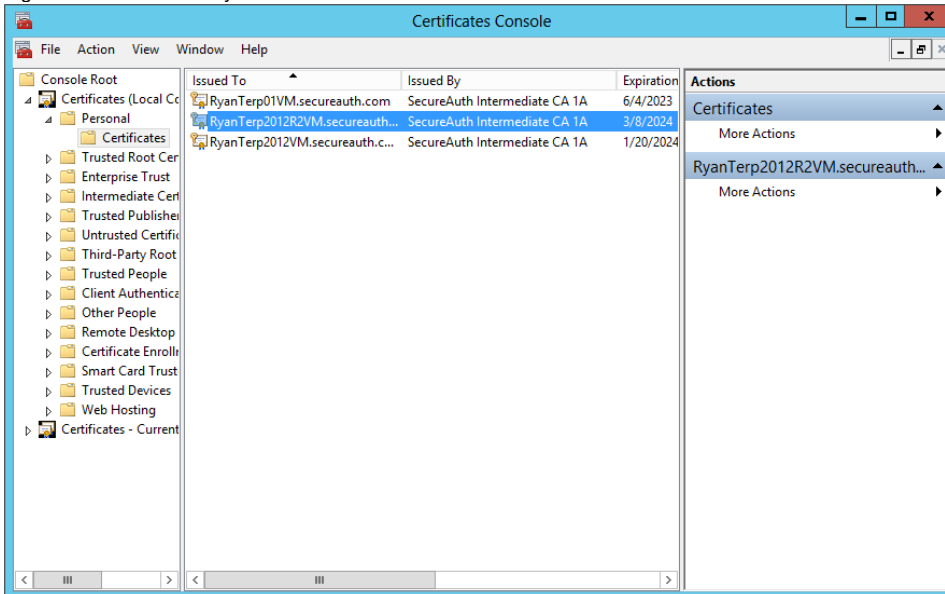 Certificates Console
File Action View Window Help
Console Root
Certificates (Local Co
Personal
Certificates
Trusted Root Cer
Enterprise Trust
Intermediate Cert
Trusted Publisher
Untrusted Certific
Third-Party Root
Trusted People
Client Authentica
Other People
Remote Desktop
Certificate Enrollm
Smart Card Trust
Trusted Devices
Web Hosting
Certificates - Current
Issued To Issued By Expiration
RyanTerp01VM.secureauth.com SecureAuth Intermediate CA 1A 6/4/2023
RyanTerp2012R2VM.secureauth... SecureAuth Intermediate CA 1A 3/8/2024
RyanTerp2012VM.secureauth.c... SecureAuth Intermediate CA 1A 1/20/2024
Actions
Certificates
More Actions
RyanTerp2012R2VM.secureauth...
More Actions